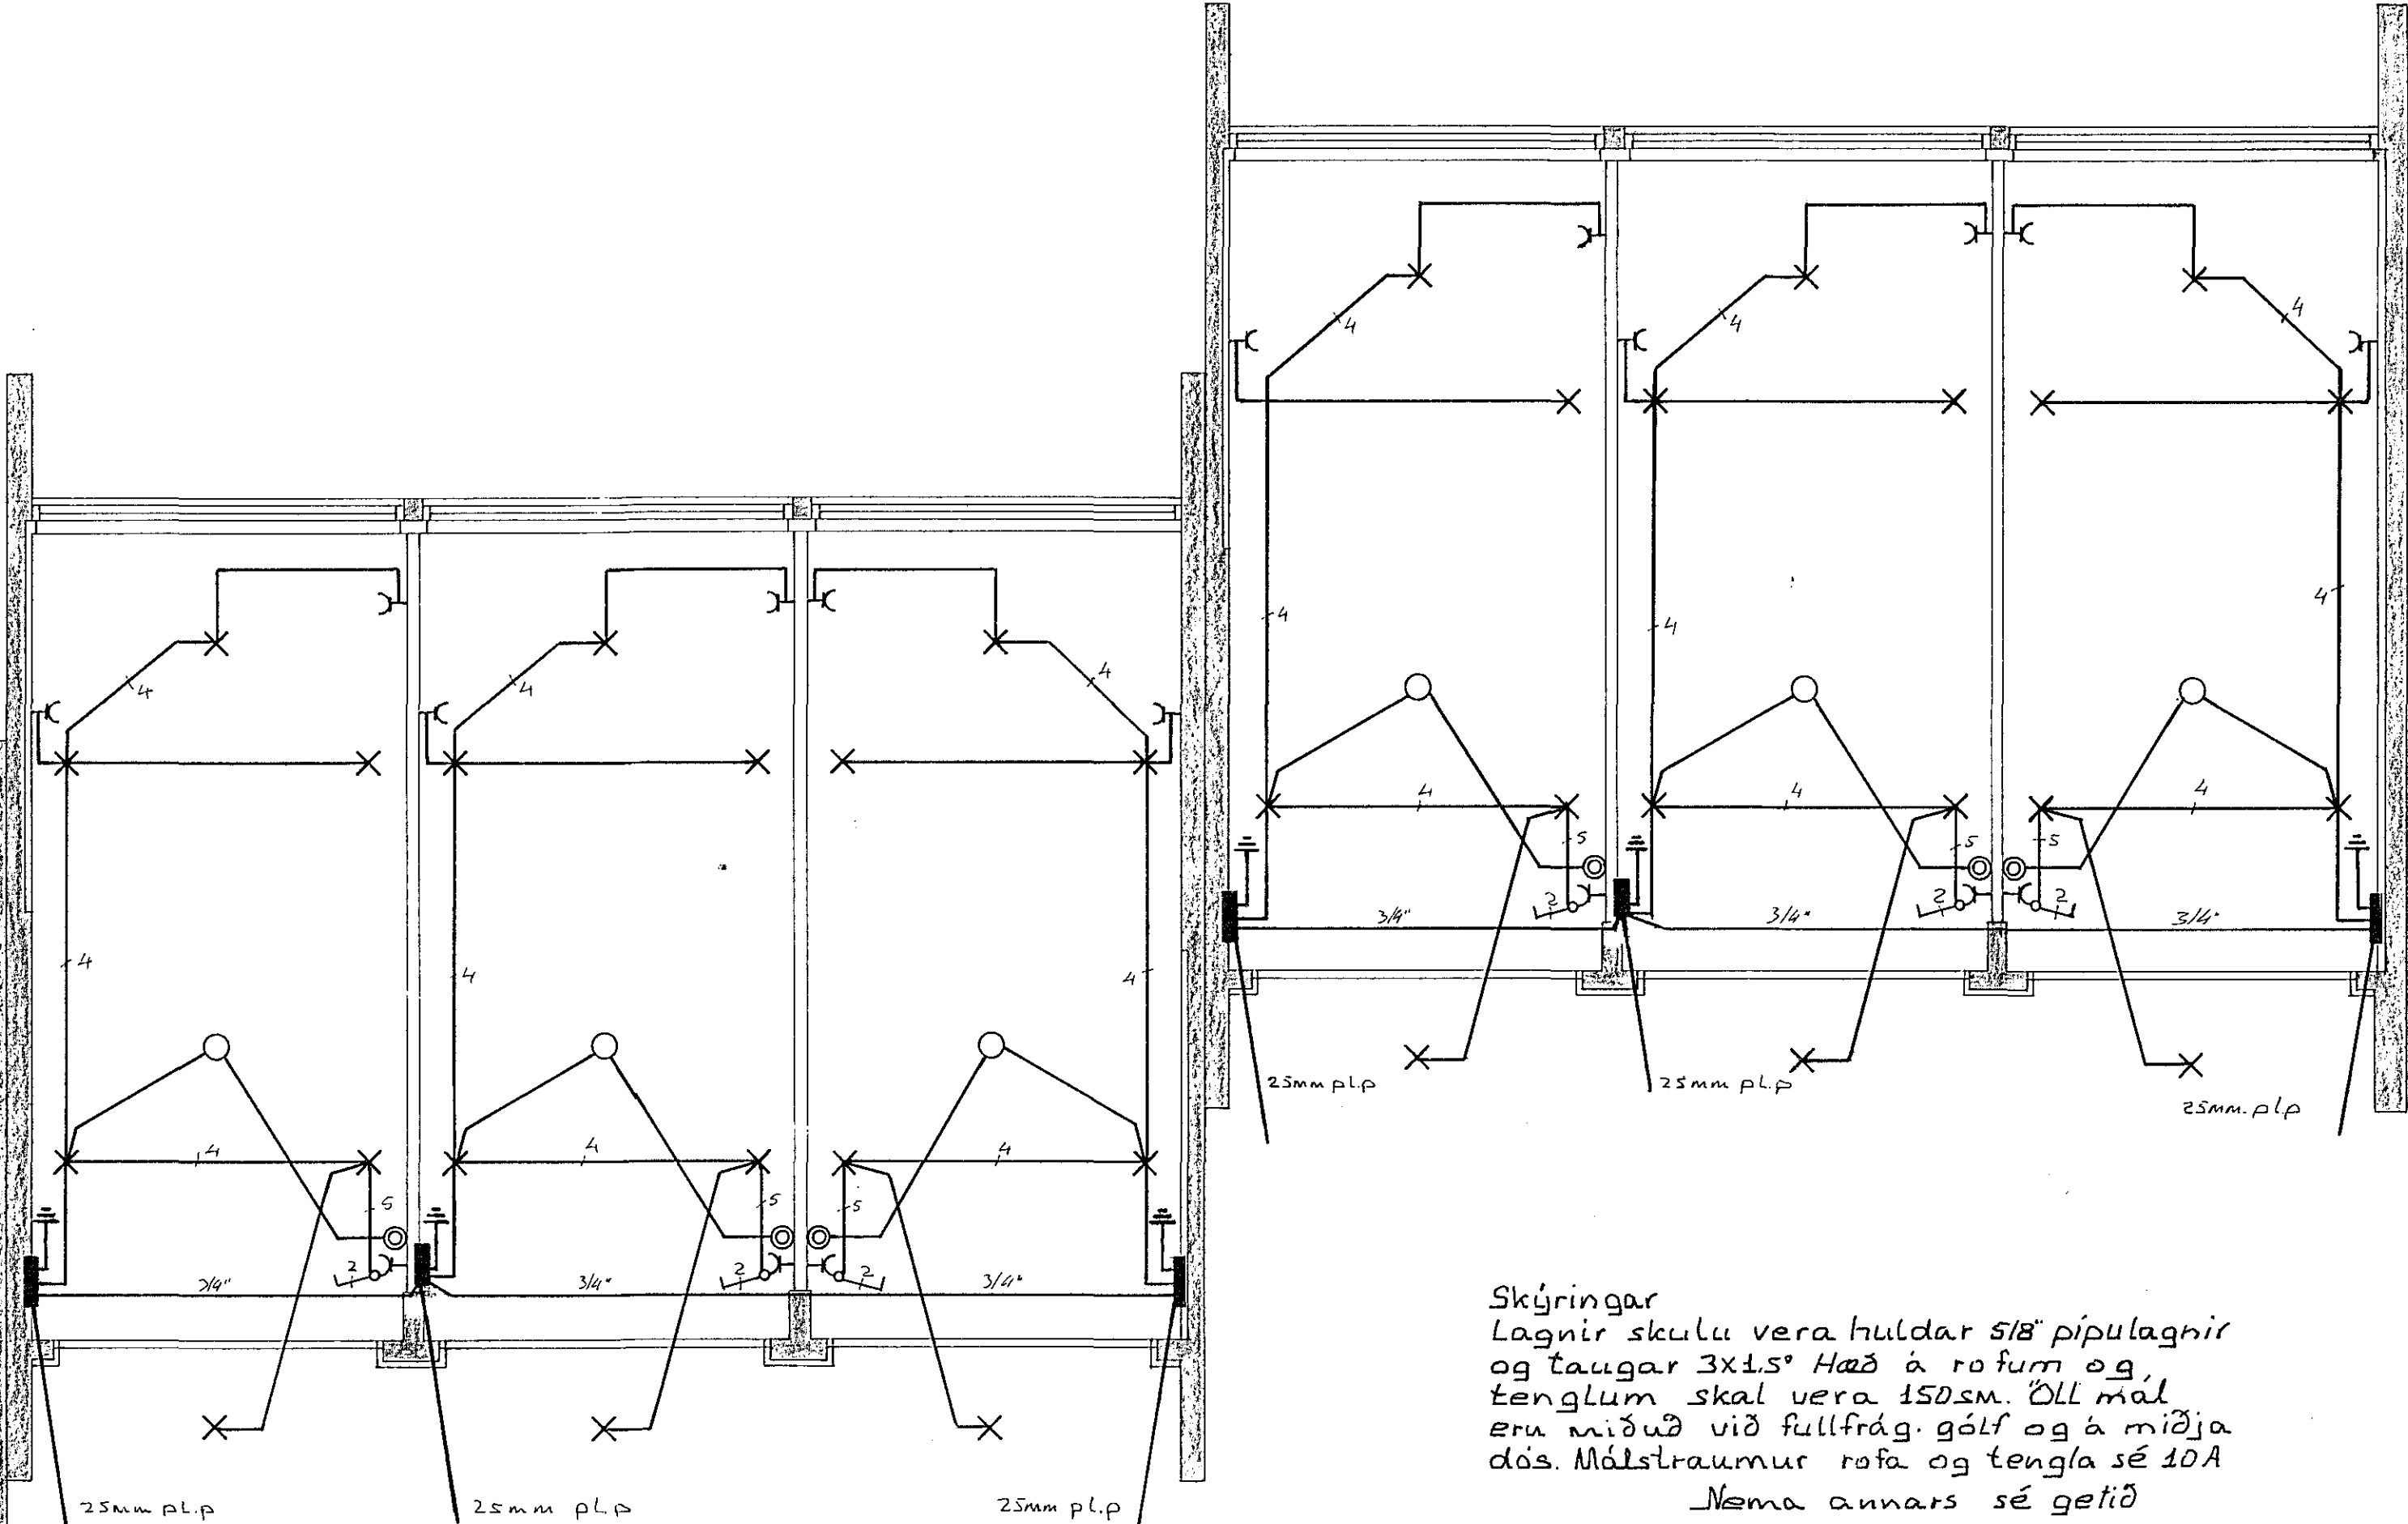 4
4
4
4
4
4
4
4
4
5
5
5
2
2
2
3/4"
3/4"
3/4"
25mm pl.p
25mm pl.p
25mm. pl.p
4
4
4
4
4
4
4
4
4
5
5
5
2
2
2
3/4"
3/4"
3/4"
25mm pl.p
25mm pl.p
25mm pl.p
Skýringar
Lagnir skulu vera huldar 5/8" pípulagnir
og taugar 3x1.5° Hæð á rofum og
tenglum skal vera 150sm. Öll mál
eru miðuð við fullfrág. gólf og á miðja
dós. Málstraumur rofa og tengla sé 10A
Nema annars sé getið